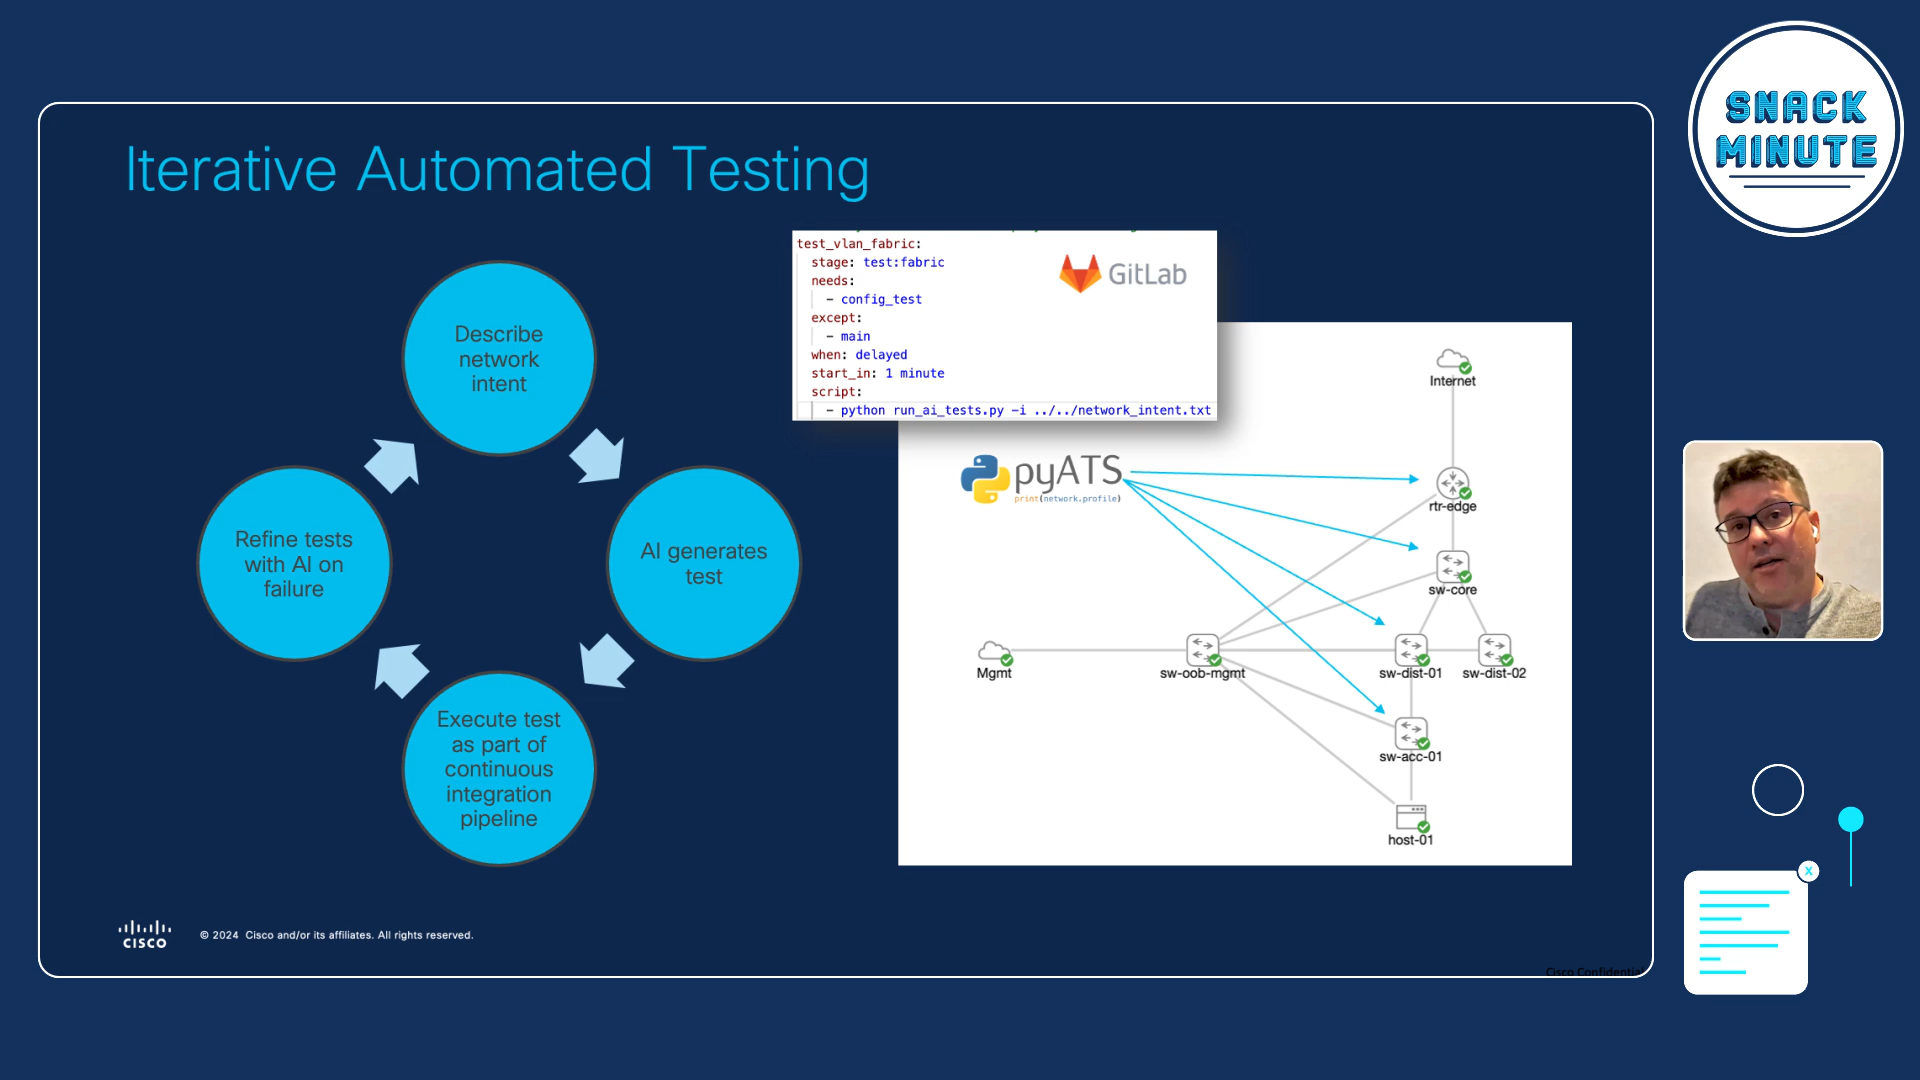 SNACK
MINUTE
Iterative Automated Testing
test_vlan_fabric:
stage: test:fabric
needs:
- config_test
except:
- main
when: delayed
start_in: 1 minute
script:
- python run_ai_tests.py -i ../../network_intent.txt
GitLab
Describe
network
intent
AI generates
test
Execute test
as part of
continuous
integration
pipeline
Refine tests
with AI on
failure
pyATS
print(network.profile)
Internet
rtr-edge
sw-core
Mgmt
sw-oob-mgmt
sw-dist-01
sw-dist-02
sw-acc-01
host-01
CISCO
© 2024 Cisco and/or its affiliates. All rights reserved.
Cisco Confidential
X